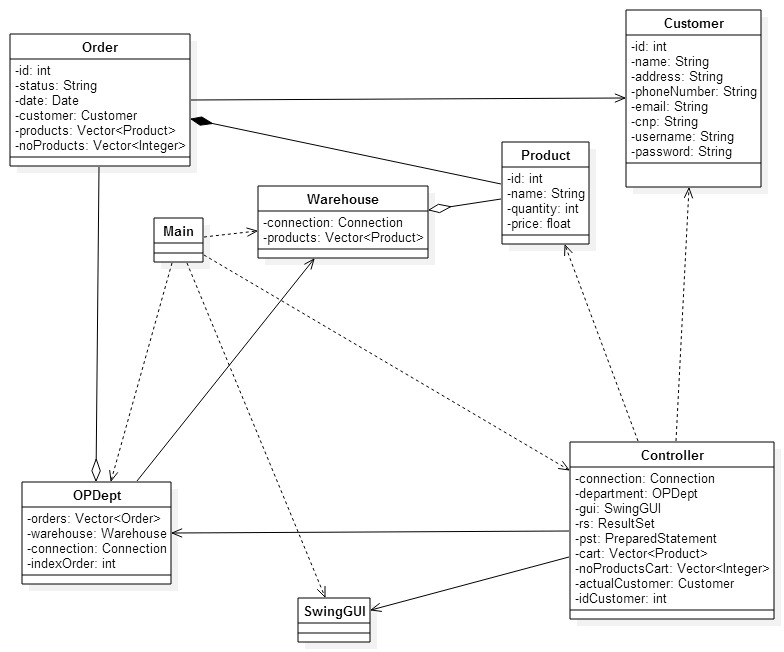 Customer
-id: int
-name: String
-address: String
-phoneNumber: String
-email: String
-cnp: String
-username: String
-password: String
Order
-id: int
-status: String
-date: Date
-customer: Customer
-products: Vector<Product>
-noProducts: Vector<Integer>
Product
-id: int
-name: String
-quantity: int
-price: float
Warehouse
-connection: Connection
-products: Vector<Product>
Main
Controller
-connection: Connection
-department: OPDept
-gui: SwingGUI
-rs: ResultSet
-pst: PreparedStatement
-cart: Vector<Product>
-noProductsCart: Vector<Integer>
-actualCustomer: Customer
-idCustomer: int
OPDept
-orders: Vector<Order>
-warehouse: Warehouse
-connection: Connection
-indexOrder: int
SwingGUI